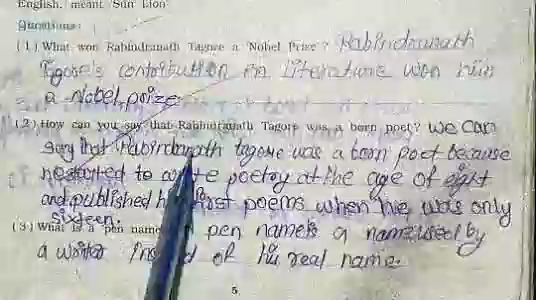 English, meant 'Sun Lion'
Questions:
(1) What won Rabindranath Tagore a Nobel Prize? Rabindranath
Tagore's contribution in Literature won him
a Nobel prize.
(2) How can you say that Rabindranath Tagore was a born poet? we can
say that Rabindranath tagore was a born poet because
he started to write poetry at the age of eight
and published his first poems when he was only
sixteen.
(3) What is a pen name pen name is a name used by
a writer of his real name.
5